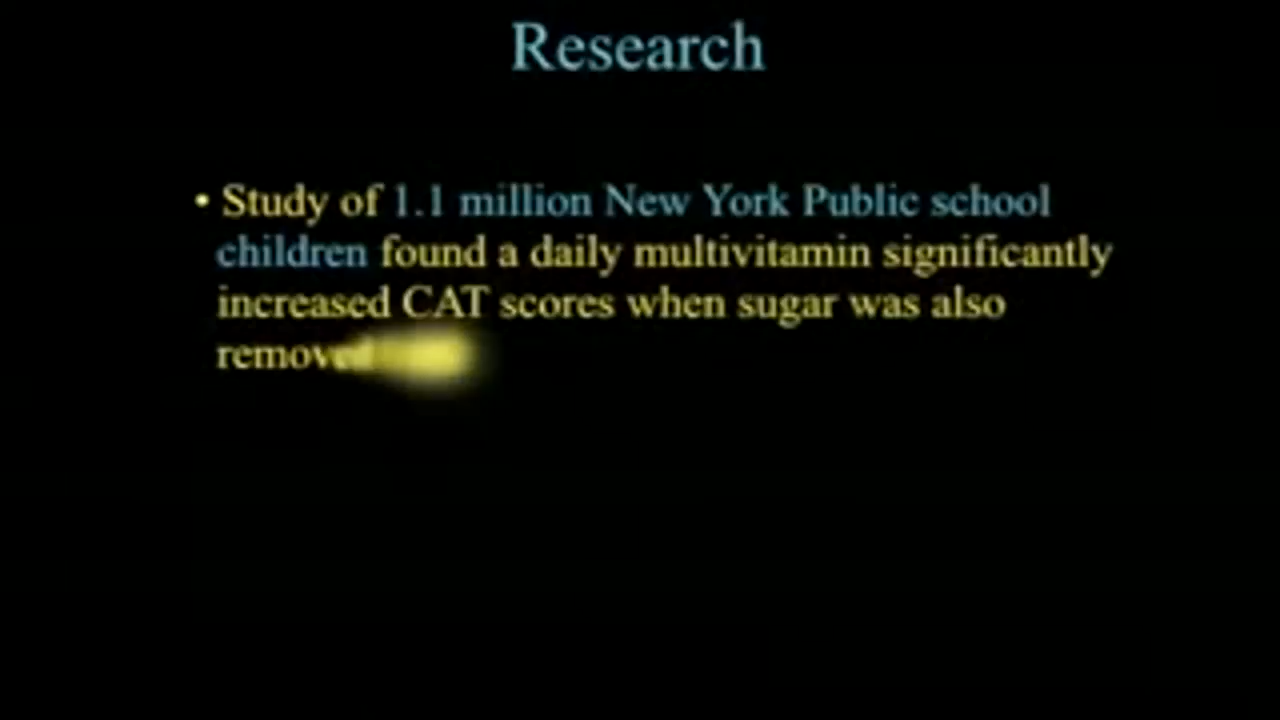 Research
• Study of 1.1 million New York Public school
children found a daily multivitamin significantly
increased CAT scores when sugar was also
removed